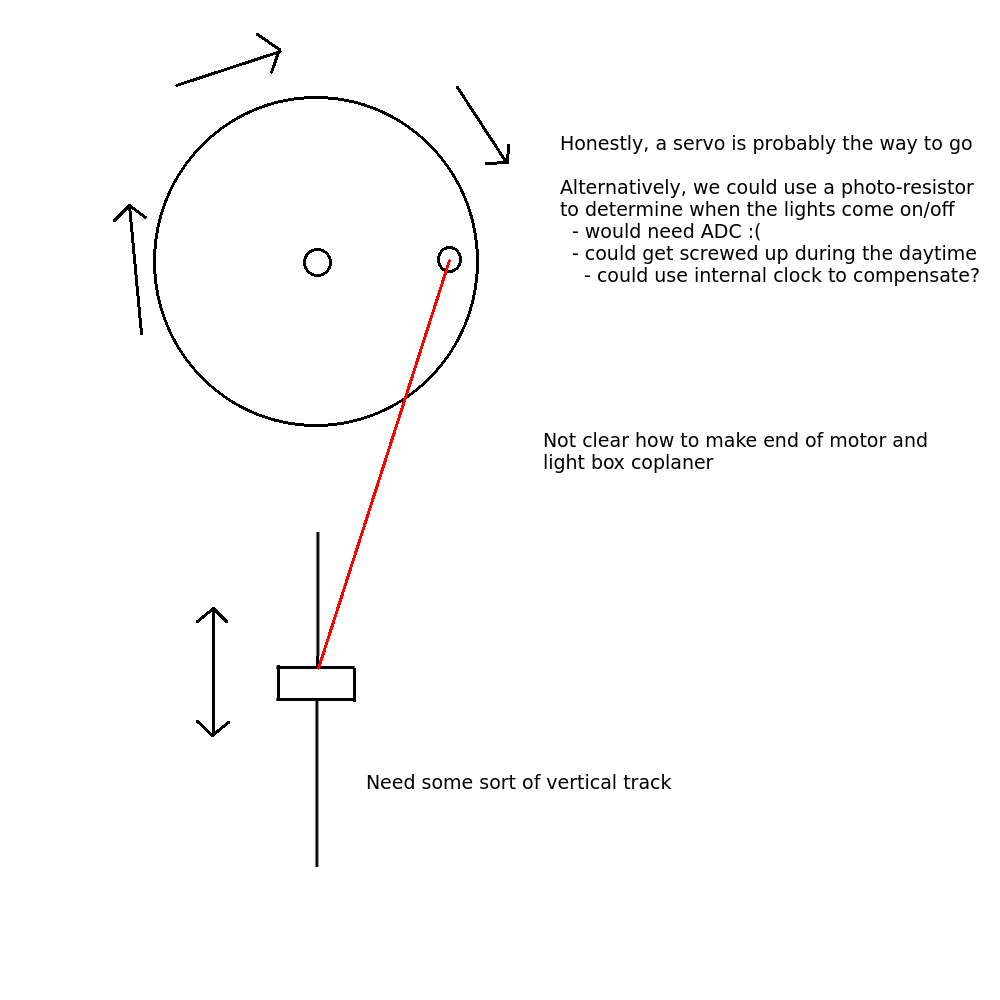 Honestly, a servo is probably the way to go
Alternatively, we could use a photo-resistor
to determine when the lights come on/off
- would need ADC :(
- could get screwed up during the daytime
- could use internal clock to compensate?
Not clear how to make end of motor and
light box coplaner
Need some sort of vertical track